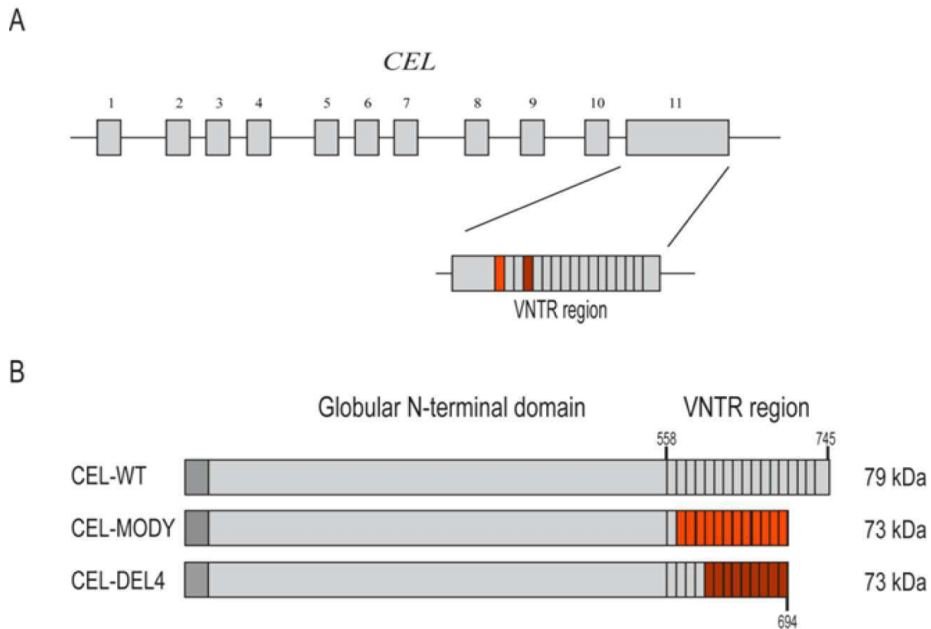 A
CEL
1 2 3 4 5 6 7 8 9 10 11
VNTR region
B
Globular N-terminal domain VNTR region
558 745
CEL-WT 79 kDa
CEL-MODY 73 kDa
CEL-DEL4 73 kDa
694